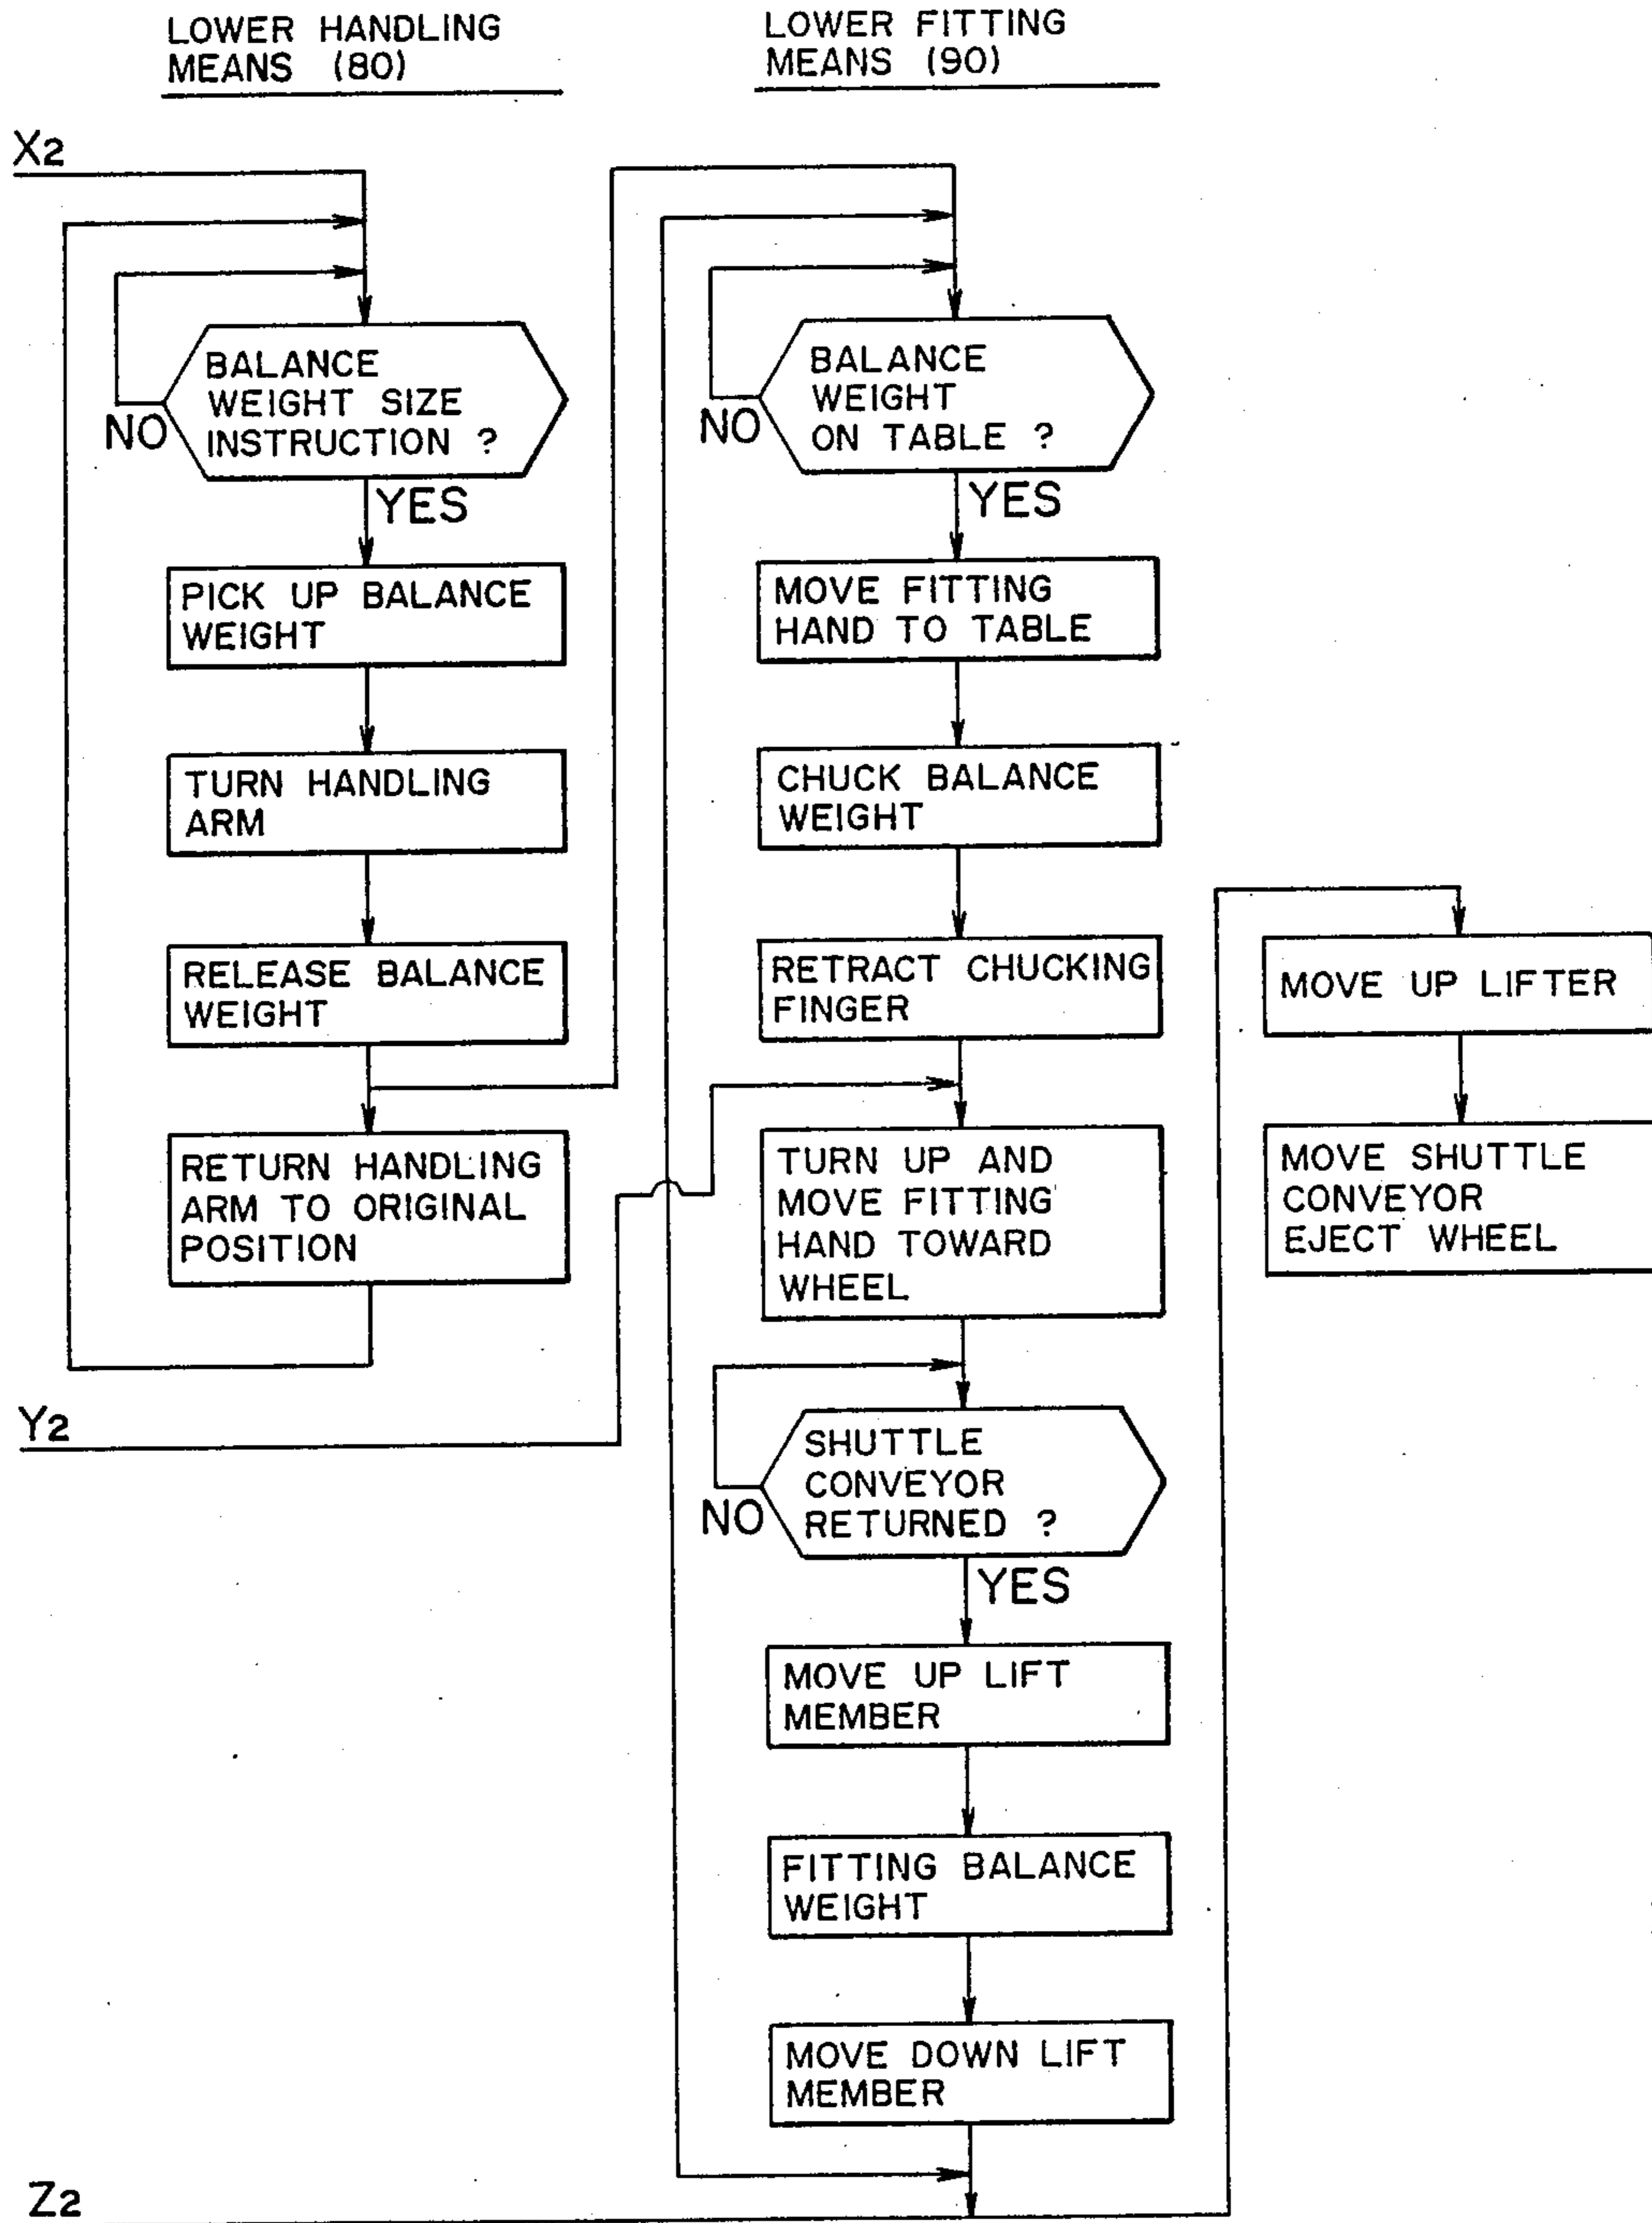 LOWER HANDLING
MEANS (80)
LOWER FITTING
MEANS (90)
X2
BALANCE
WEIGHT SIZE
INSTRUCTION ?
NO
YES
PICK UP BALANCE
WEIGHT
TURN HANDLING
ARM
RELEASE BALANCE
WEIGHT
RETURN HANDLING
ARM TO ORIGINAL
POSITION
Y2
BALANCE
WEIGHT
ON TABLE ?
NO
YES
MOVE FITTING
HAND TO TABLE
CHUCK BALANCE
WEIGHT
RETRACT CHUCKING
FINGER
TURN UP AND
MOVE FITTING
HAND TOWARD
WHEEL
SHUTTLE
CONVEYOR
RETURNED ?
NO
YES
MOVE UP LIFT
MEMBER
FITTING BALANCE
WEIGHT
MOVE DOWN LIFT
MEMBER
Z2
MOVE UP LIFTER
MOVE SHUTTLE
CONVEYOR
EJECT WHEEL